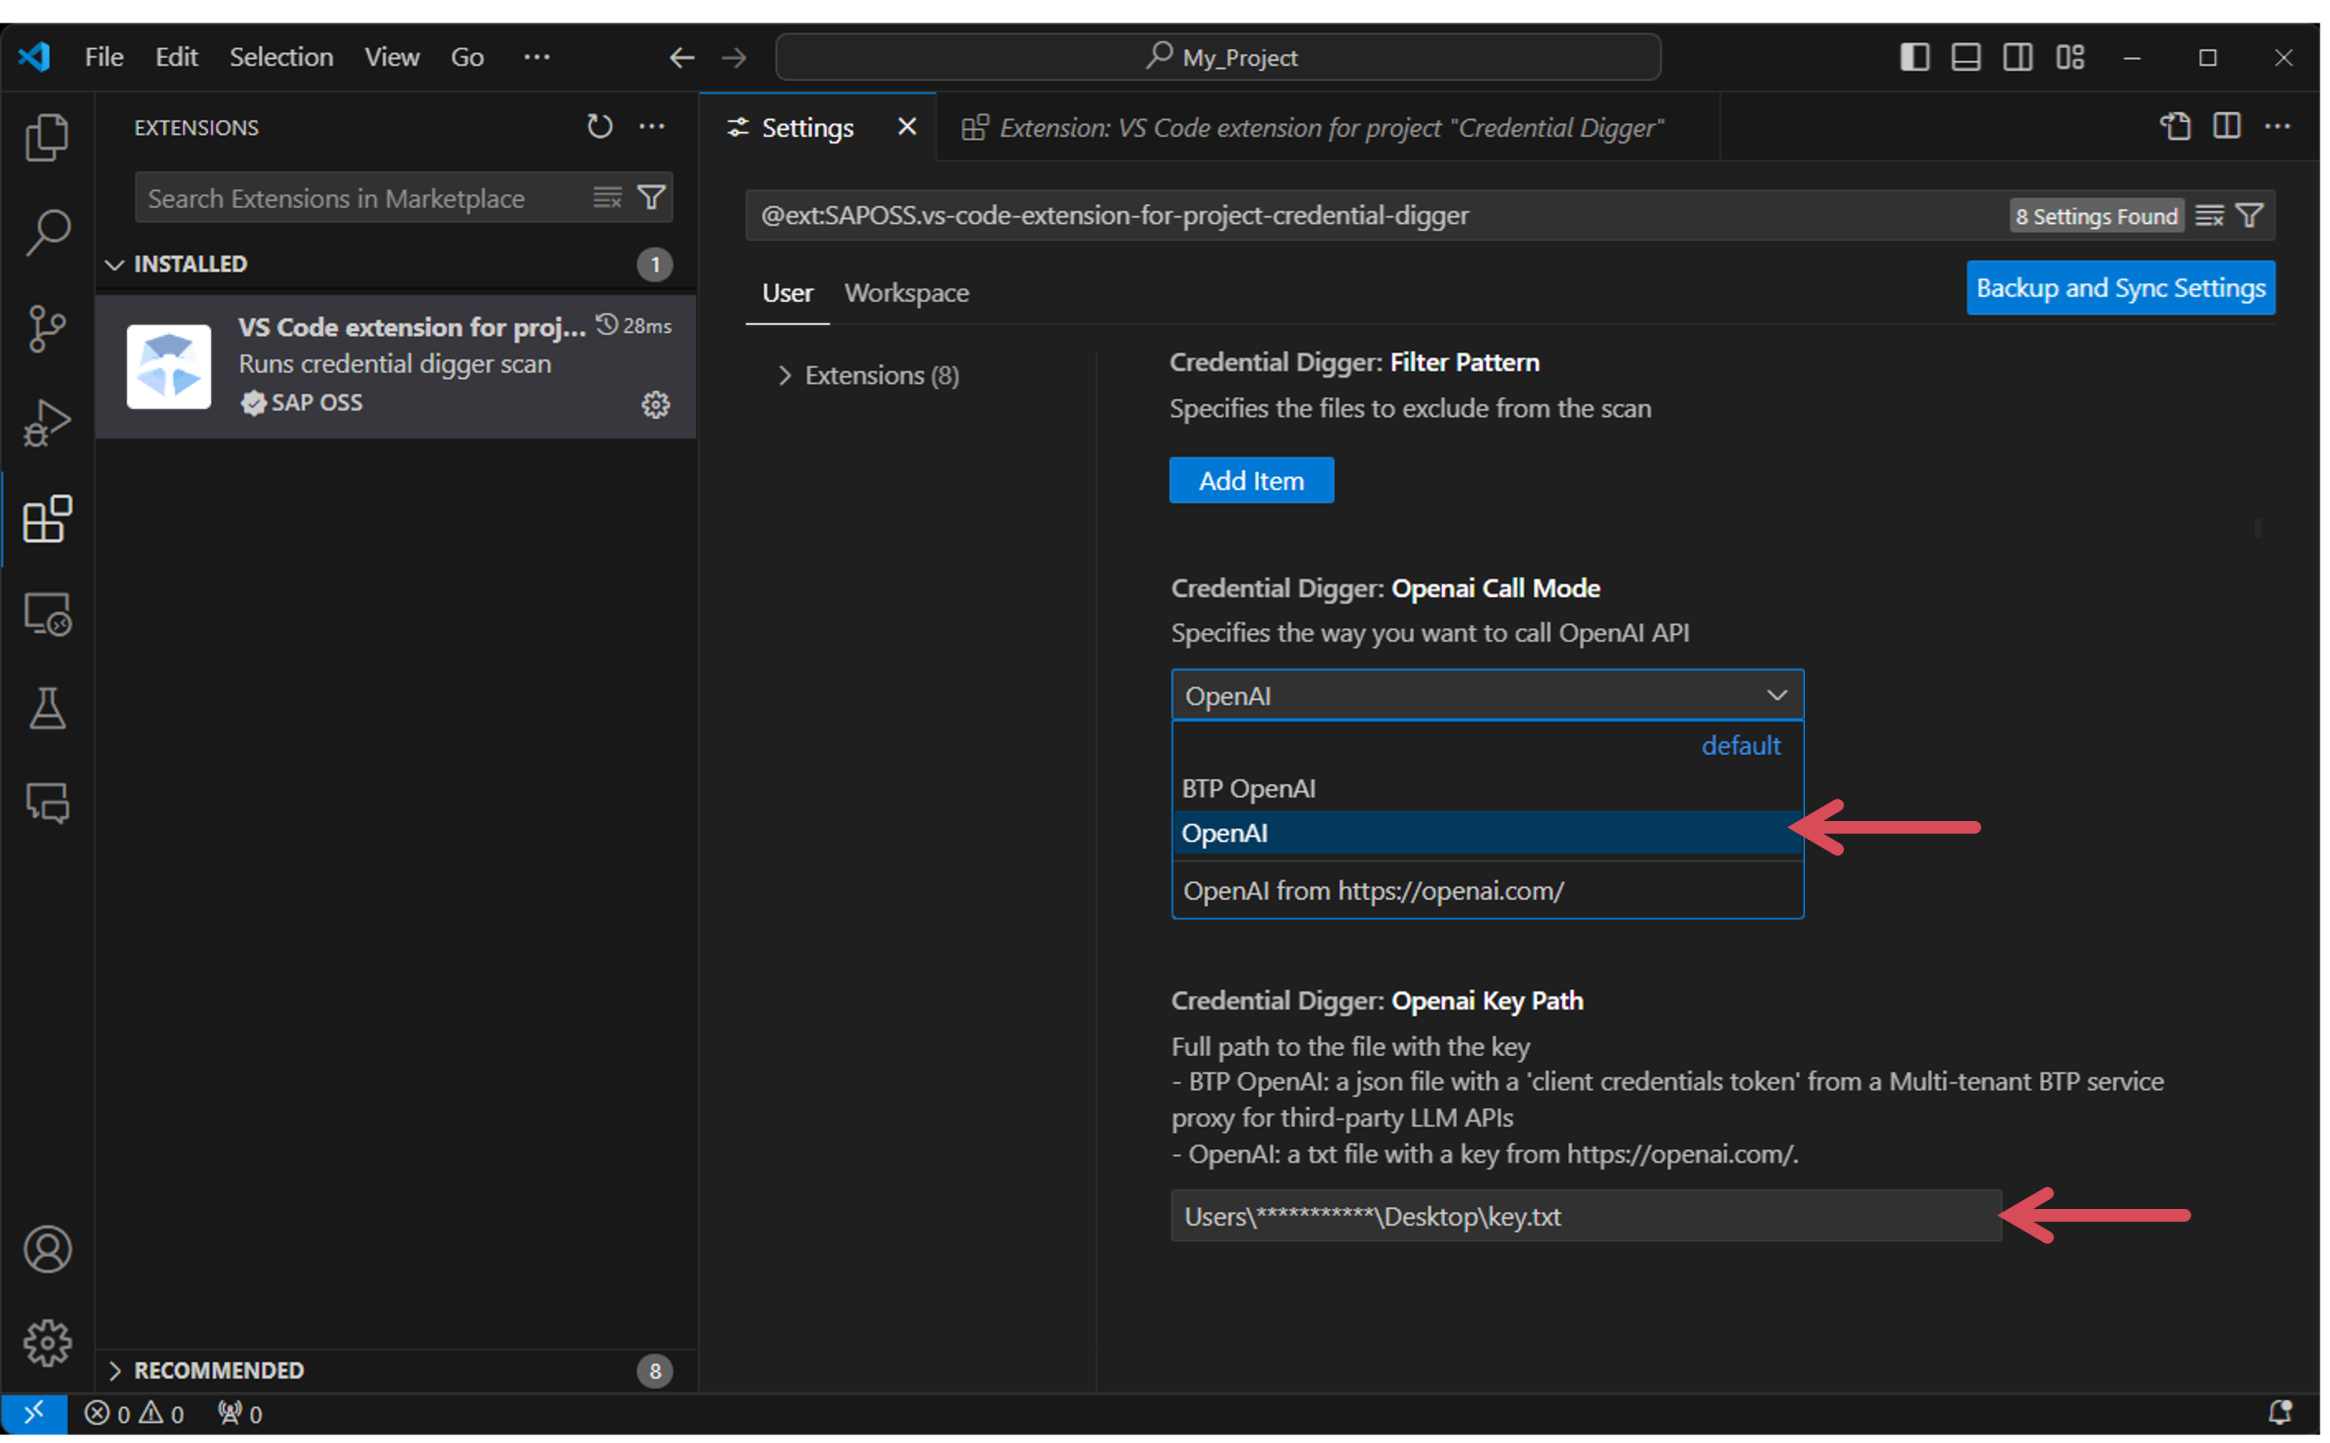 File Edit Selection View Go ···
My_Project
EXTENSIONS
Search Extensions in Marketplace
INSTALLED
1
VS Code extension for proj... 28ms
Runs credential digger scan
SAP OSS
RECOMMENDED
8
Settings
Extension: VS Code extension for project "Credential Digger"
@ext:SAPOSS.vs-code-extension-for-project-credential-digger
8 Settings Found
User Workspace
Backup and Sync Settings
Extensions (8)
Credential Digger: Filter Pattern
Specifies the files to exclude from the scan
Add Item
Credential Digger: Openai Call Mode
Specifies the way you want to call OpenAI API
OpenAI
default
BTP OpenAI
OpenAI
OpenAI from https://openai.com/
Credential Digger: Openai Key Path
Full path to the file with the key
- BTP OpenAI: a json file with a 'client credentials token' from a Multi-tenant BTP service
proxy for third-party LLM APIs
- OpenAI: a txt file with a key from https://openai.com/.
Users\***********\Desktop\key.txt
0 0 0